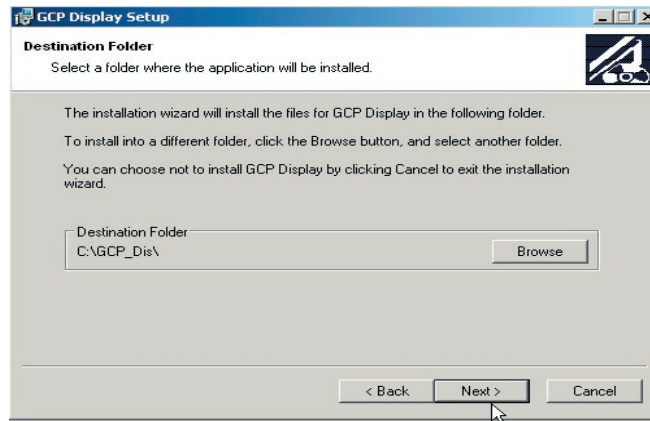 GCP Display Setup
Destination Folder
Select a folder where the application will be installed.
The installation wizard will install the files for GCP Display in the following folder.
To install into a different folder, click the Browse button, and select another folder.
You can choose not to install GCP Display by clicking Cancel to exit the installation
wizard.
Destination Folder
C:\GCP_Dis\
Browse
< Back
Next >
Cancel